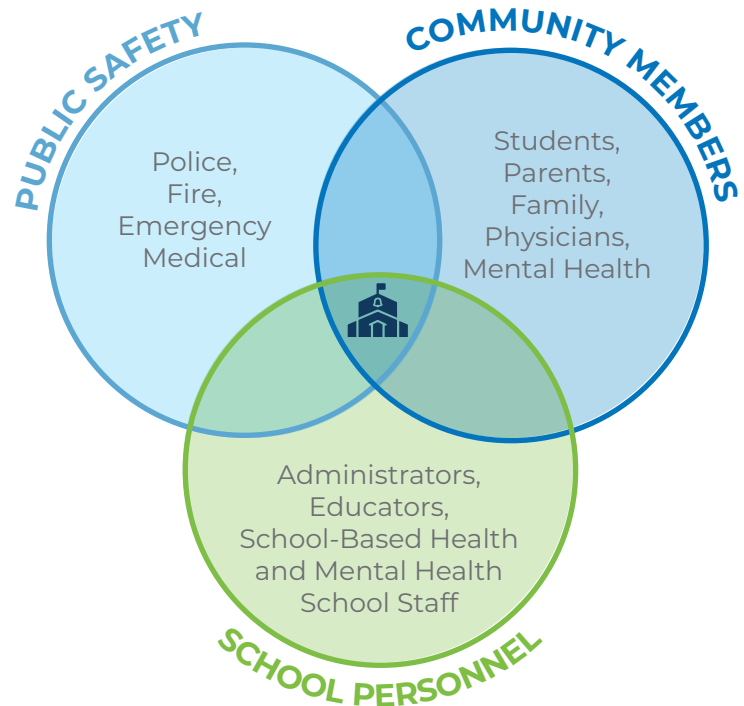 PUBLIC SAFETY
Police,
Fire,
Emergency
Medical
COMMUNITY MEMBERS
Students,
Parents,
Family,
Physicians,
Mental Health
Administrators,
Educators,
School-Based Health
and Mental Health
School Staff
SCHOOL PERSONNEL